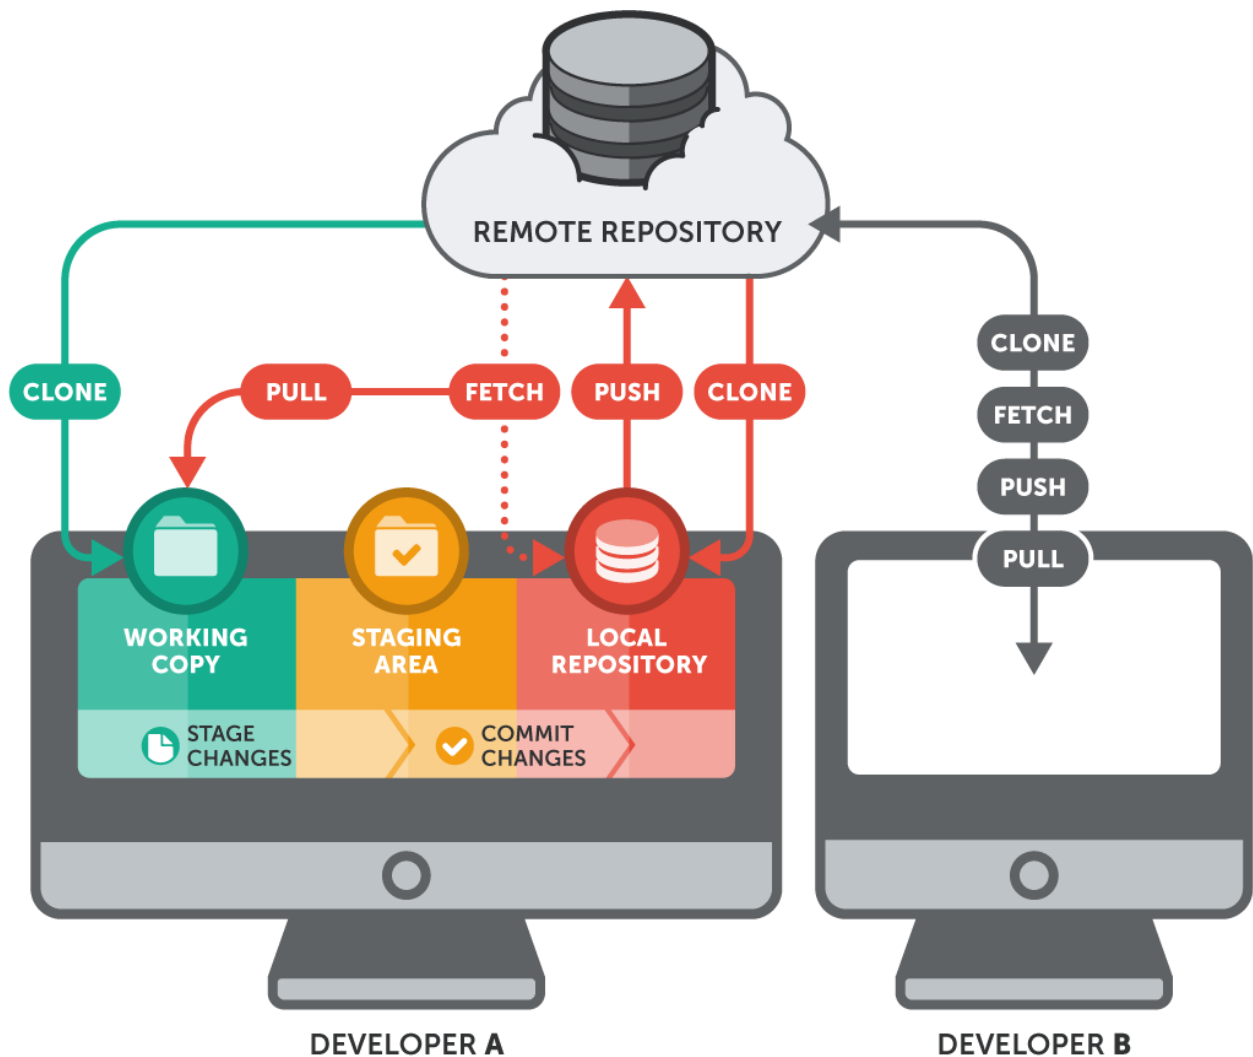 REMOTE REPOSITORY
CLONE
PULL
FETCH
PUSH
CLONE
CLONE
FETCH
PUSH
PULL
WORKING
COPY
STAGING
AREA
LOCAL
REPOSITORY
STAGE
CHANGES
COMMIT
CHANGES
DEVELOPER A
DEVELOPER B